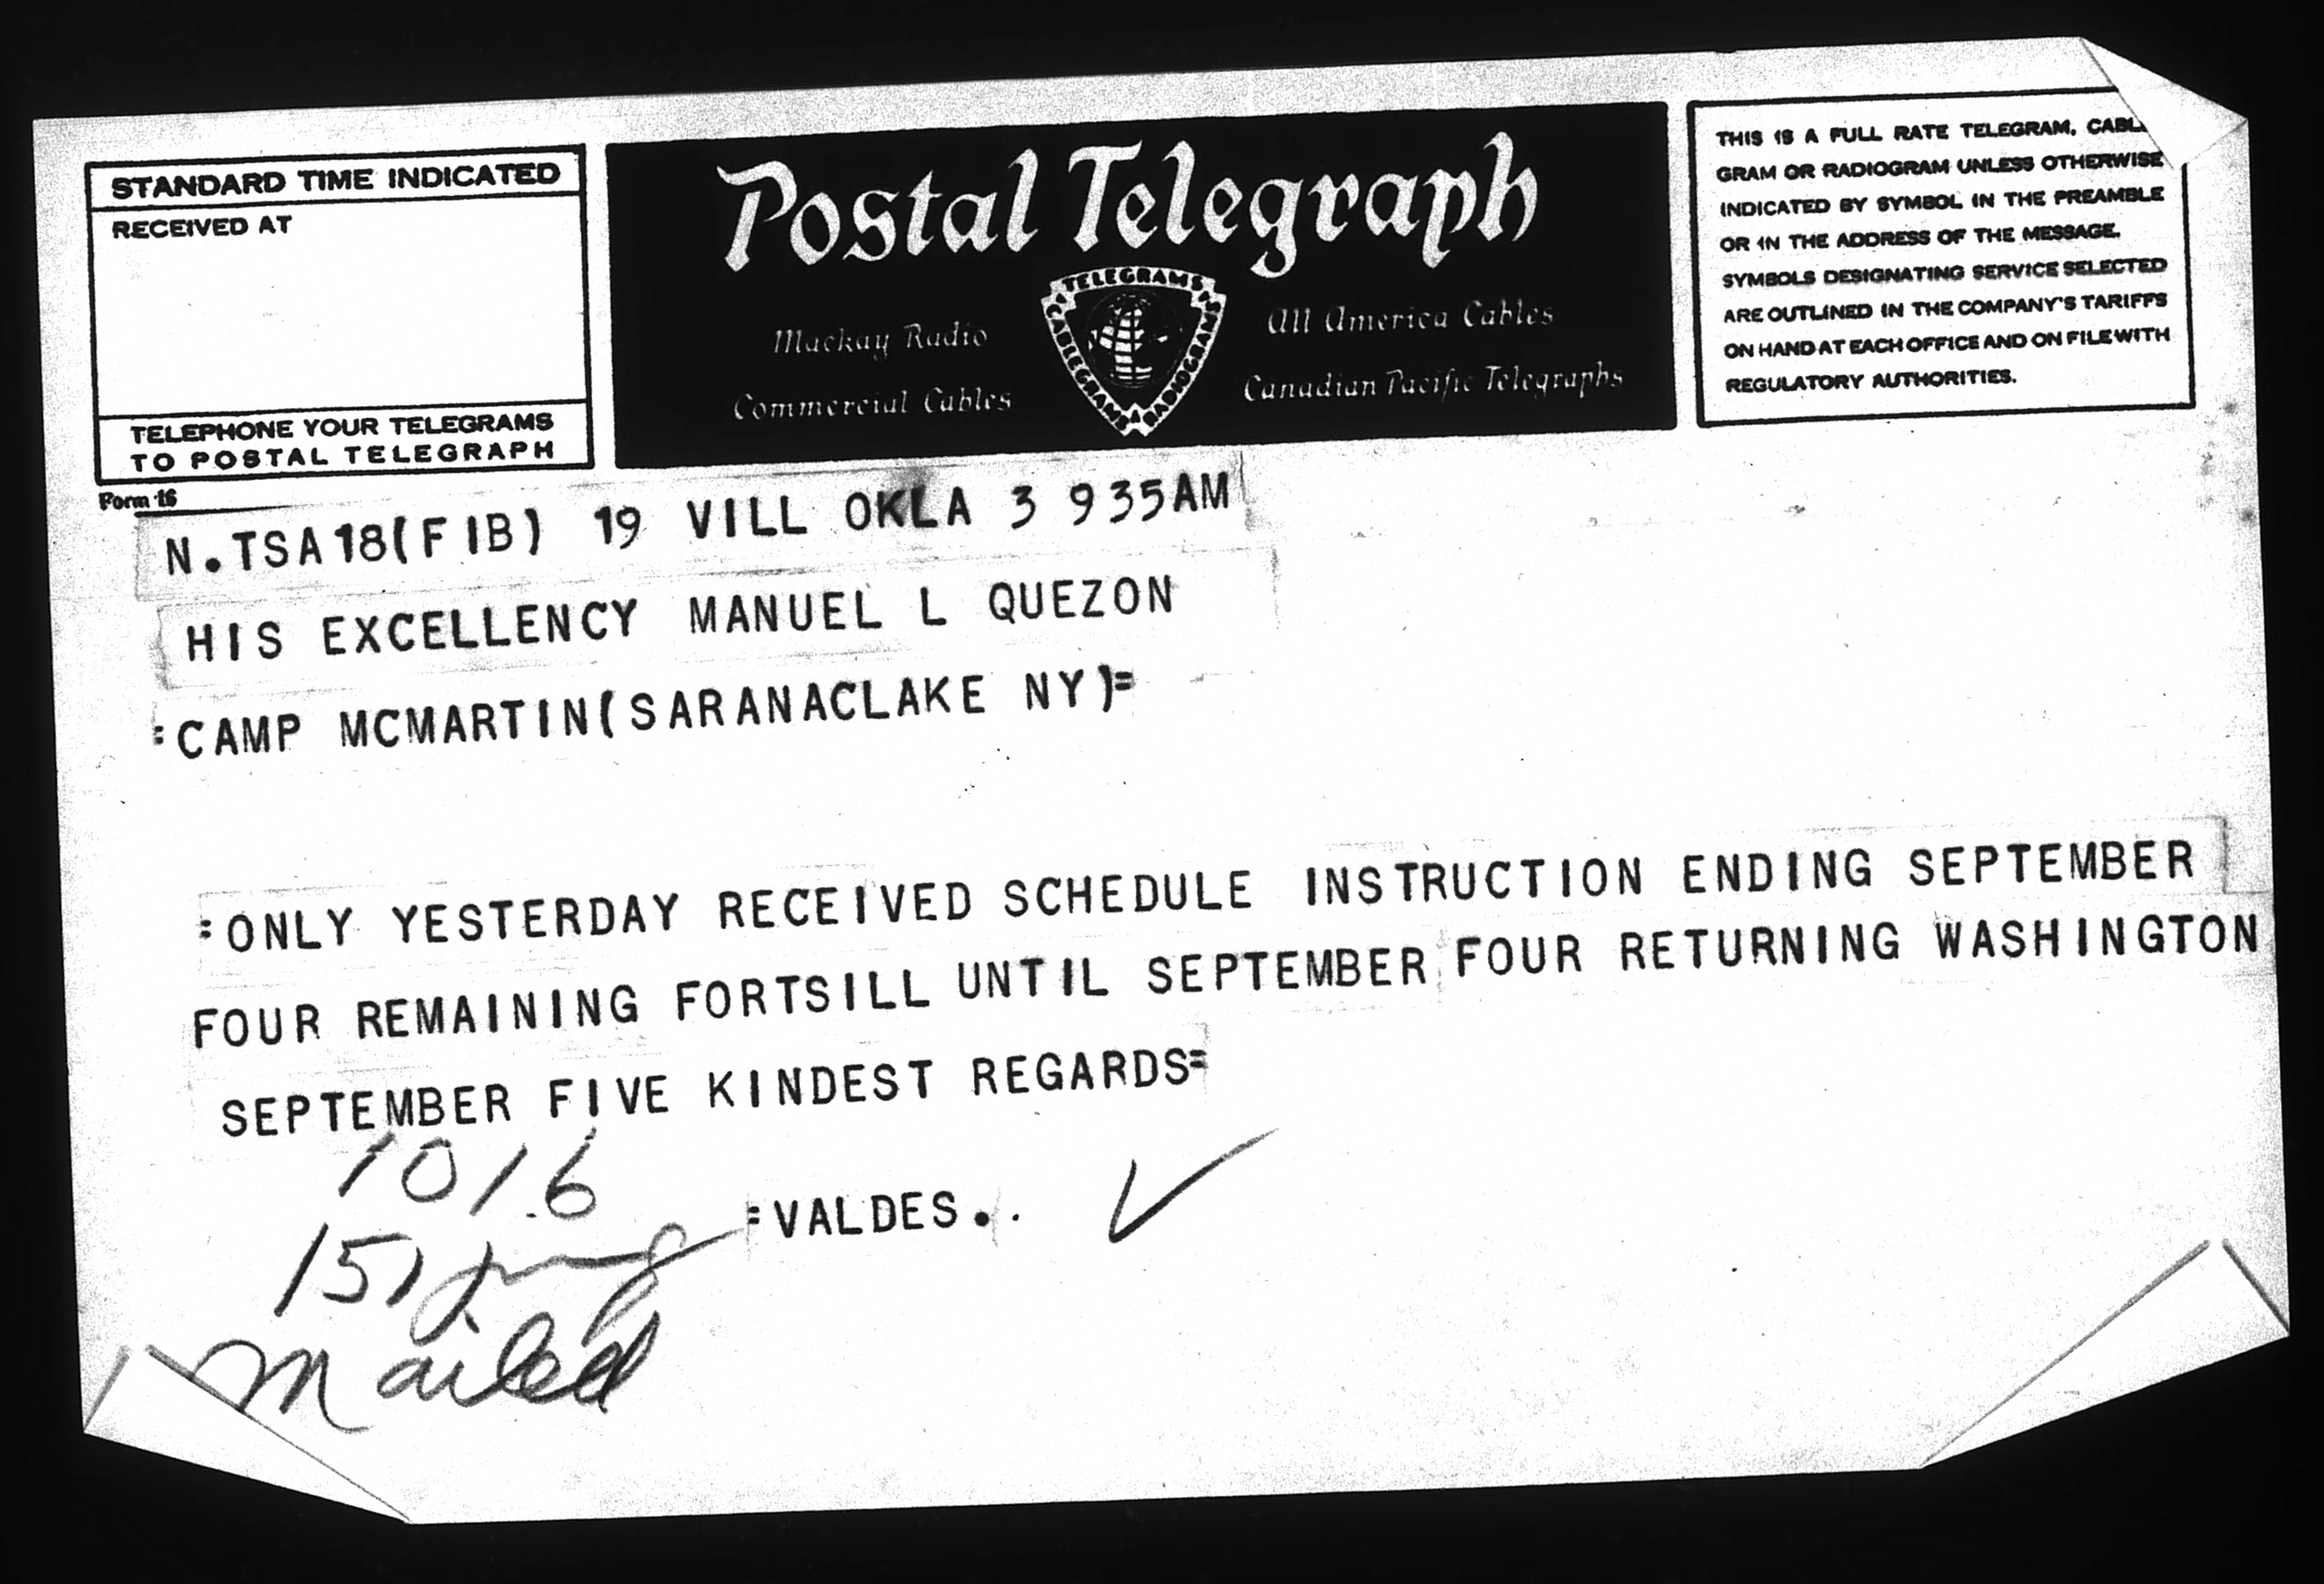 STANDARD TIME INDICATED
RECEIVED AT
TELEPHONE YOUR TELEGRAMS
TO POSTAL TELEGRAPH
Form 16
Postal Telegraph
Mackay Radio
Commercial Cables
All America Cables
Canadian Pacific Telegraphs
TELEGRAMS
CABLEGRAMS
RADIOGRAMS
THIS IS A FULL RATE TELEGRAM, CABL
GRAM OR RADIOGRAM UNLESS OTHERWISE
INDICATED BY SYMBOL IN THE PREAMBLE
OR IN THE ADDRESS OF THE MESSAGE.
SYMBOLS DESIGNATING SERVICE SELECTED
ARE OUTLINED IN THE COMPANY'S TARIFFS
ON HAND AT EACH OFFICE AND ON FILE WITH
REGULATORY AUTHORITIES.
N.TSA18(FIB) 19 VILL OKLA 3 935AM
HIS EXCELLENCY MANUEL L QUEZON
=CAMP MCMARTIN(SARANACLAKE NY)=
=ONLY YESTERDAY RECEIVED SCHEDULE INSTRUCTION ENDING SEPTEMBER
FOUR REMAINING FORTSILL UNTIL SEPTEMBER FOUR RETURNING WASHINGTON
SEPTEMBER FIVE KINDEST REGARDS=
=VALDES..
101.6
151
Mailed